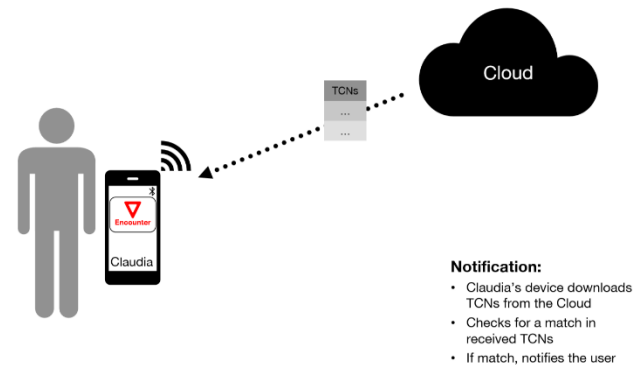 Cloud
TCNs
...
...
Encounter
Claudia
Notification:
• Claudia's device downloads
TCNs from the Cloud
• Checks for a match in
received TCNs
• If match, notifies the user